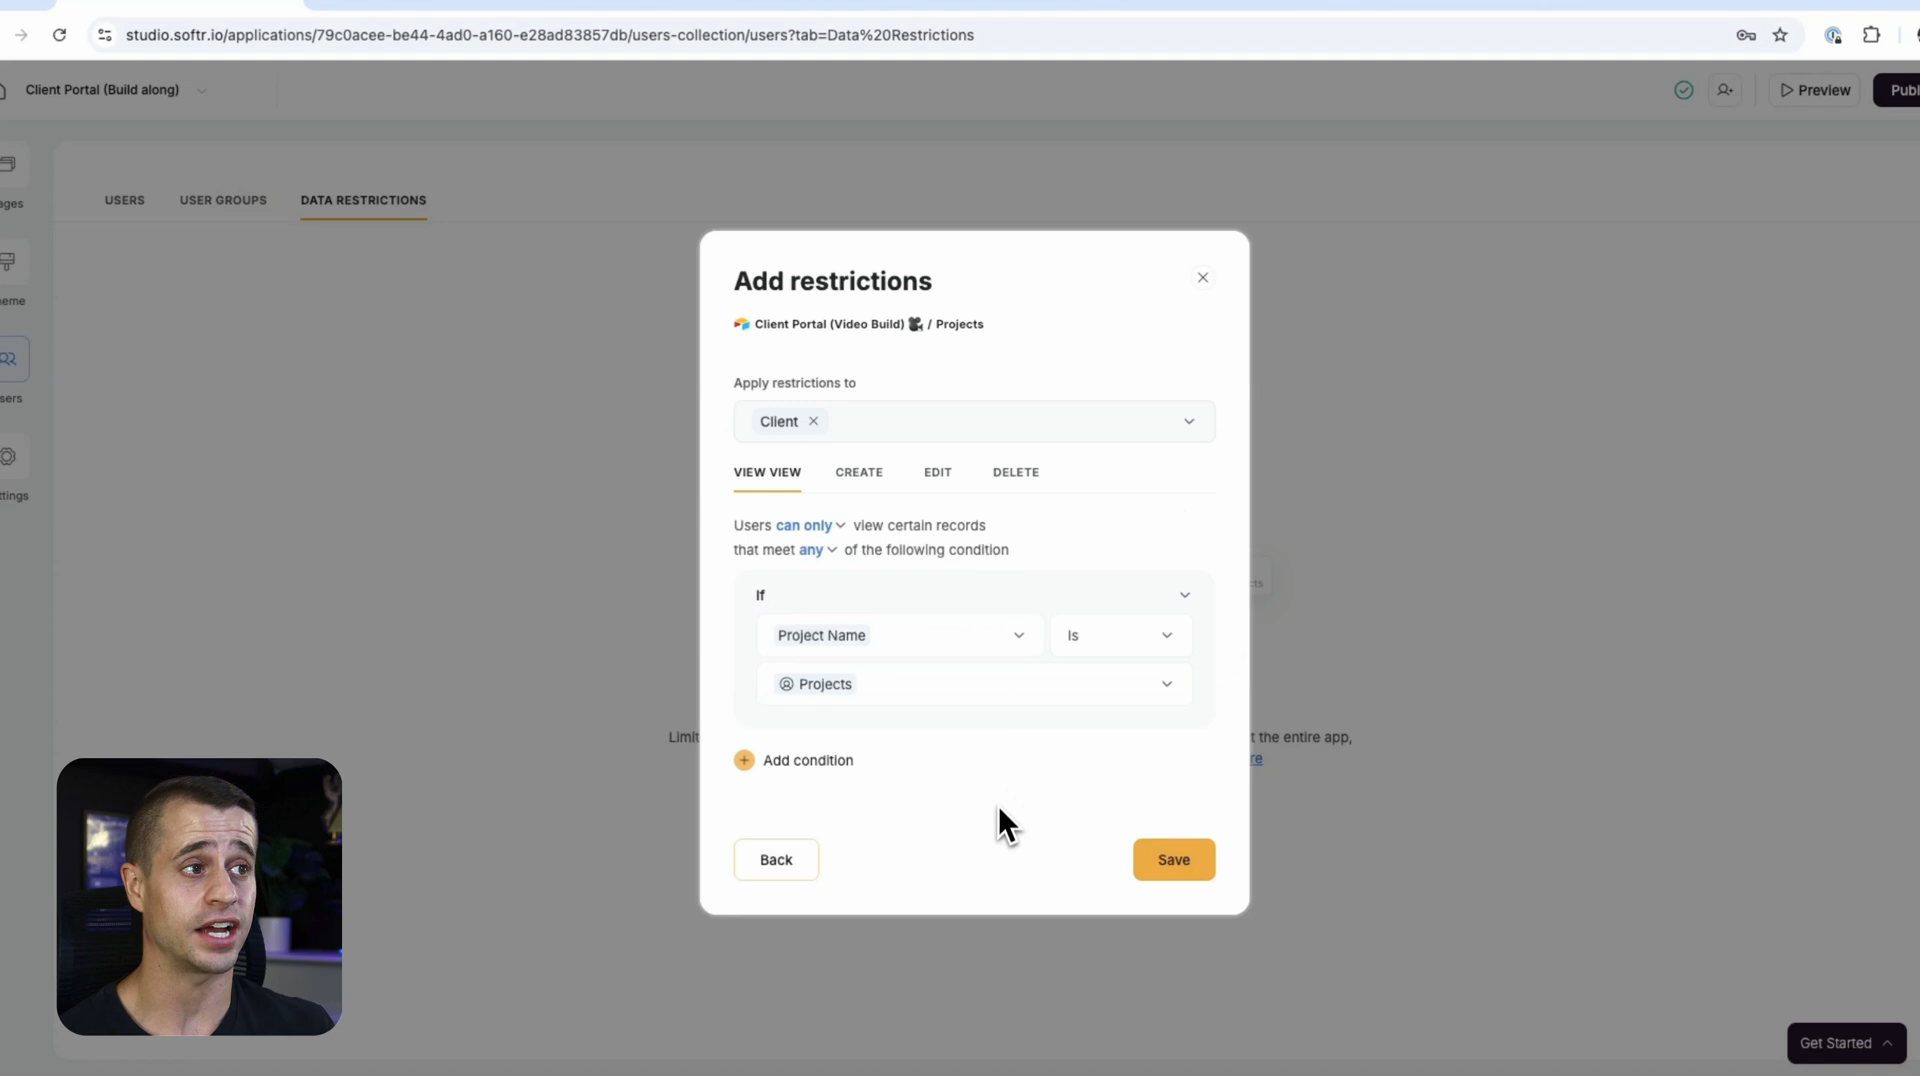 studio.softr.io/applications/79c0acee-be44-4ad0-a160-e28ad83857db/users-collection/users?tab=Data%20Restrictions
Client Portal (Build along)
Preview
Publ
ages
eme
sers
ttings
USERS
USER GROUPS
DATA RESTRICTIONS
Add restrictions
Client Portal (Video Build) 🎥 / Projects
Apply restrictions to
Client
VIEW VIEW
CREATE
EDIT
DELETE
Users can only view certain records
that meet any of the following condition
If
Project Name
Is
Projects
Add condition
Back
Save
cts
Limit
t the entire app,
re
Get Started